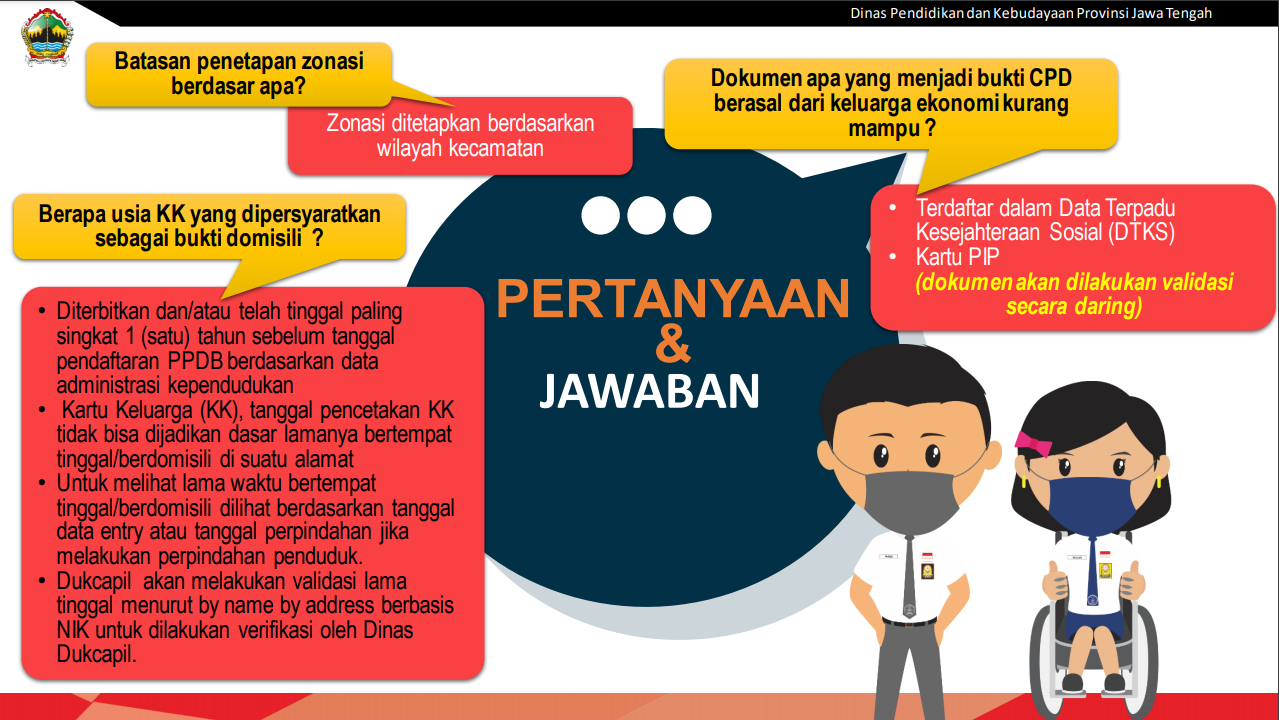 Dinas Pendidikan dan Kebudayaan Provinsi Jawa Tengah
Batasan penetapan zonasi
berdasar apa?
Zonasi ditetapkan berdasarkan
wilayah kecamatan
Dokumen apa yang menjadi bukti CPD
berasal dari keluarga ekonomi kurang
mampu ?
• Terdaftar dalam Data Terpadu
Kesejahteraan Sosial (DTKS)
• Kartu PIP
(dokumen akan dilakukan validasi
secara daring)
Berapa usia KK yang dipersyaratkan
sebagai bukti domisili ?
• Diterbitkan dan/atau telah tinggal paling
singkat 1 (satu) tahun sebelum tanggal
pendaftaran PPDB berdasarkan data
administrasi kependudukan
• Kartu Keluarga (KK), tanggal pencetakan KK
tidak bisa dijadikan dasar lamanya bertempat
tinggal/berdomisili di suatu alamat
• Untuk melihat lama waktu bertempat
tinggal/berdomisili dilihat berdasarkan tanggal
data entry atau tanggal perpindahan jika
melakukan perpindahan penduduk.
• Dukcapil akan melakukan validasi lama
tinggal menurut by name by address berbasis
NIK untuk dilakukan verifikasi oleh Dinas
Dukcapil.
PERTANYAAN
&
JAWABAN